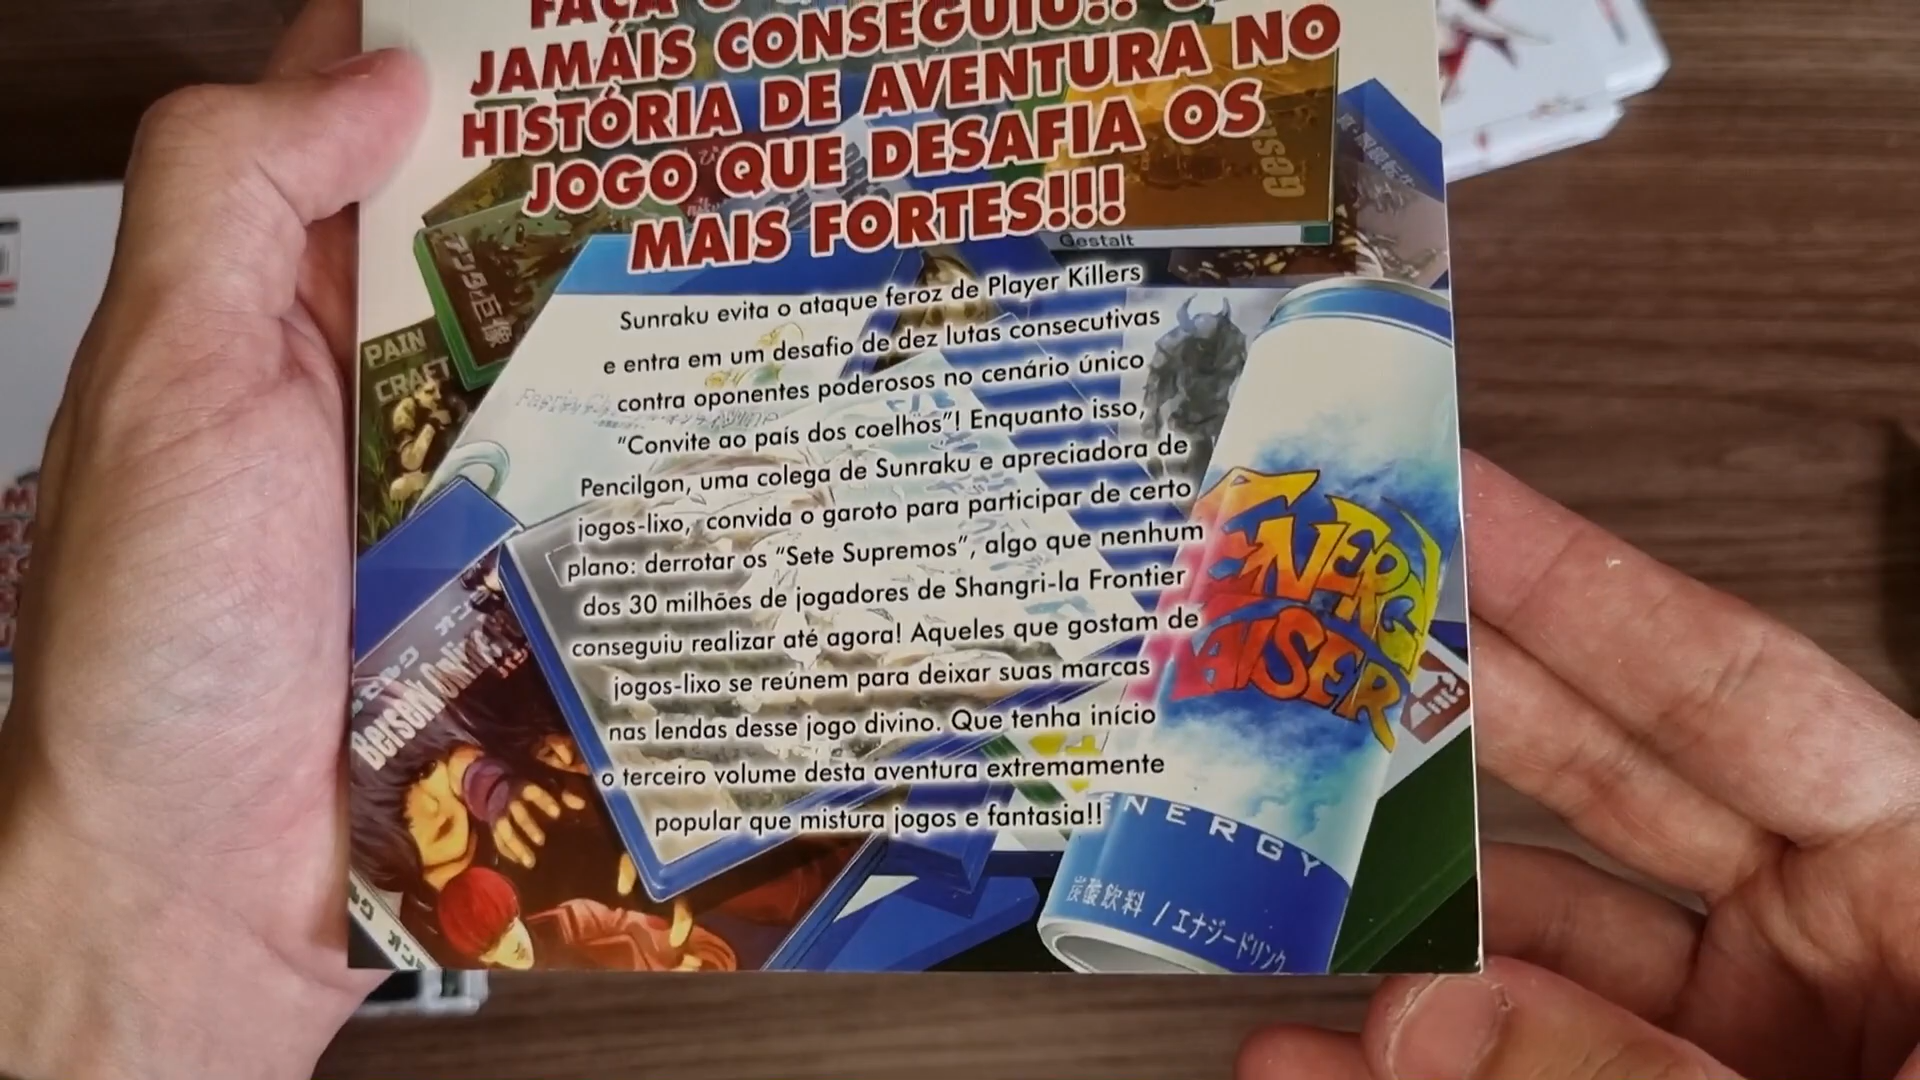 FAÇA O
JAMÁIS CONSEGUIU!!
HISTÓRIA DE AVENTURA NO
JOGO QUE DESAFIA OS
MAIS FORTES!!!
Gestalt
Sunraku evita o ataque feroz de Player Killers
e entra em um desafio de dez lutas consecutivas
contra oponentes poderosos no cenário único
“Convite ao país dos coelhos”! Enquanto isso,
Pencilgon, uma colega de Sunraku e apreciadora de
jogos-lixo, convida o garoto para participar de certo
plano: derrotar os “Sete Supremos”, algo que nenhum
dos 30 milhões de jogadores de Shangri-la Frontier
conseguiu realizar até agora! Aqueles que gostam de
jogos-lixo se reúnem para deixar suas marcas
nas lendas desse jogo divino. Que tenha início
o terceiro volume desta aventura extremamente
popular que mistura jogos e fantasia!!
PAIN
CRAFT
Berserk Online
ENERGY
KAISER
ENERGY
炭酸飲料 / エナジードリンク